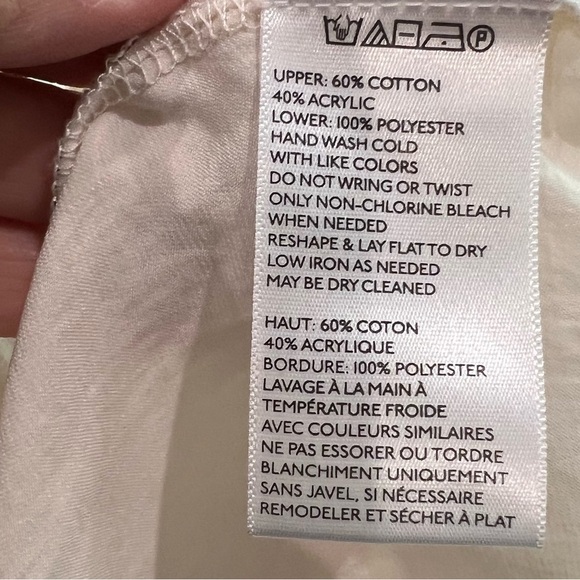 UPPER: 60% COTTON
40% ACRYLIC
LOWER: 100% POLYESTER
HAND WASH COLD
WITH LIKE COLORS
DO NOT WRING OR TWIST
ONLY NON-CHLORINE BLEACH
WHEN NEEDED
RESHAPE & LAY FLAT TO DRY
LOW IRON AS NEEDED
MAY BE DRY CLEANED
HAUT: 60% COTON
40% ACRYLIQUE
BORDURE: 100% POLYESTER
LAVAGE À LA MAIN À
TEMPÉRATURE FROIDE
AVEC COULEURS SIMILAIRES
NE PAS ESSORER OU TORDRE
BLANCHIMENT UNIQUEMENT
SANS JAVEL, SI NÉCESSAIRE
REMODELER ET SÉCHER À PLAT